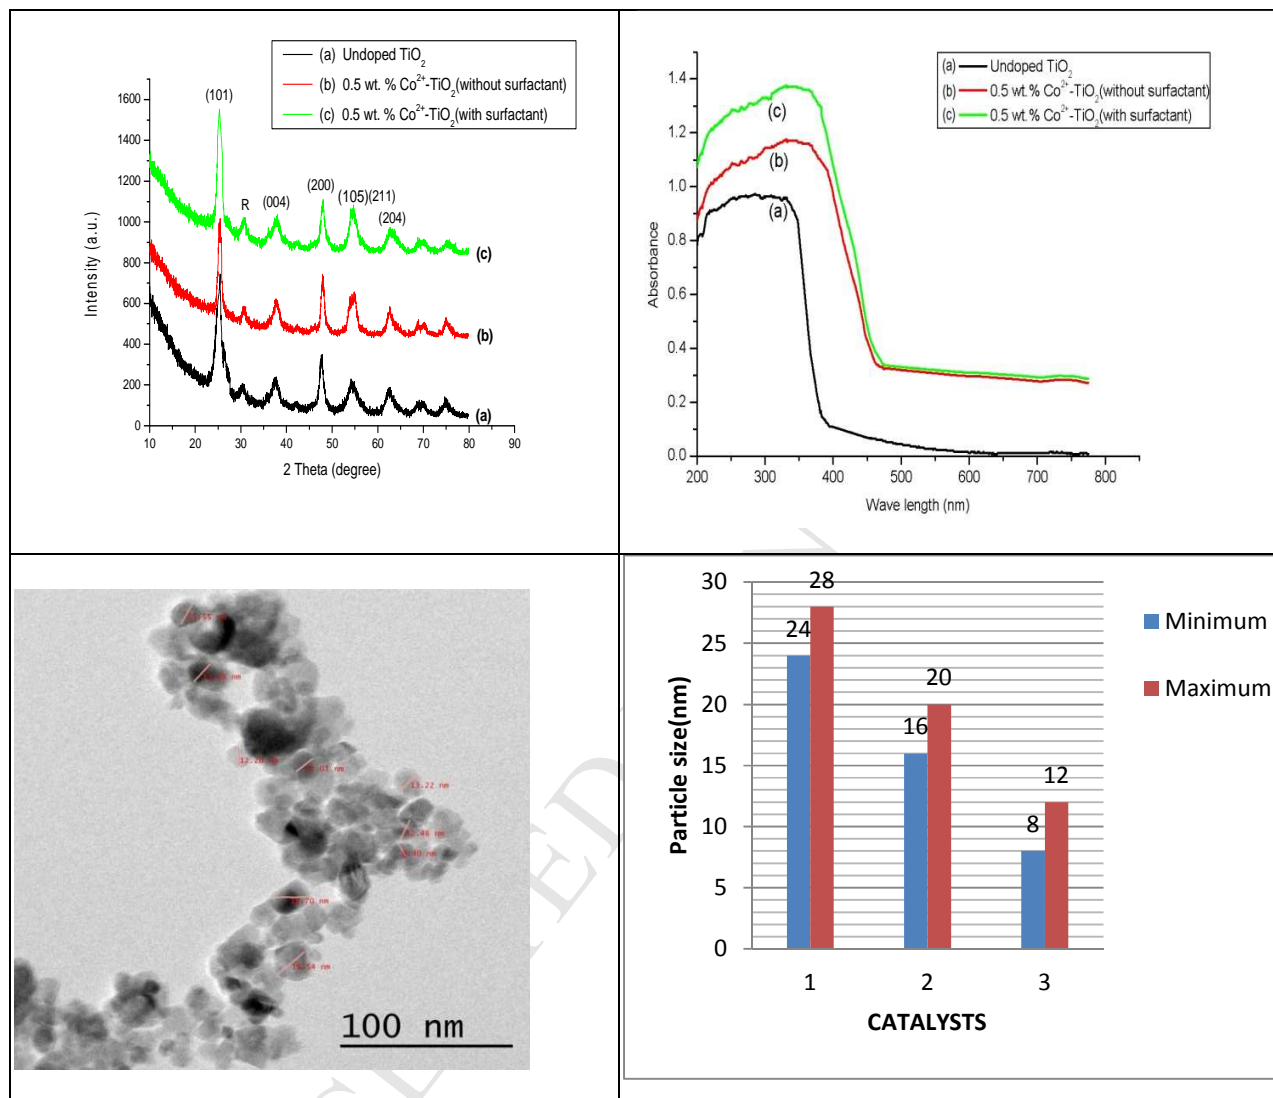 (a) Undoped TiO2
(b) 0.5 wt. % Co2+-TiO2(without surfactant)
(c) 0.5 wt. % Co2+-TiO2(with surfactant)
1600
1400
1200
1000
800
600
400
200
0
Intensity (a.u.)
(101)
R
(004)
(200)
(105)
(211)
(204)
(c)
(b)
(a)
10 20 30 40 50 60 70 80 90
2 Theta (degree)
(a) Undoped TiO2
(b) 0.5 wt. % Co2+-TiO2(without surfactant)
(c) 0.5 wt. % Co2+-TiO2(with surfactant)
1.4
1.2
1.0
0.8
0.6
0.4
0.2
0.0
Absorbance
(c)
(b)
(a)
200 300 400 500 600 700 800
Wave length (nm)
12.20
13.22 nm
nm
100 nm
30
25
20
15
10
5
0
Particle size(nm)
24
28
16
20
8
12
1 2 3
CATALYSTS
Minimum
Maximum